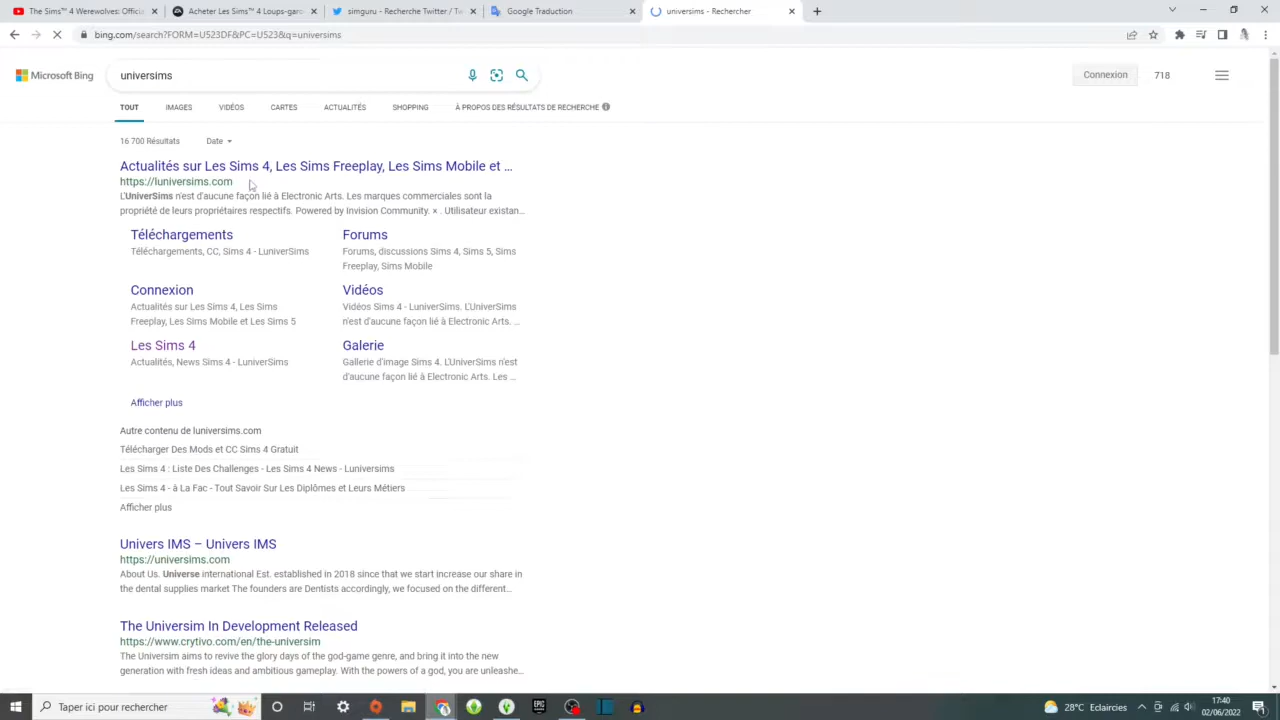 The Sims™ 4 Werewolves: Offic
Acheter Les Sims™ 4 Loups-garo
simguru - Recherche Twitter / Tw
Google Traduction
universims - Rechercher
bing.com/search?FORM=U523DF&PC=U523&q=universims
Microsoft Bing
universims
Connexion
718
TOUT
IMAGES
VIDÉOS
CARTES
ACTUALITÉS
SHOPPING
À PROPOS DES RÉSULTATS DE RECHERCHE
16 700 Résultats
Date
Actualités sur Les Sims 4, Les Sims Freeplay, Les Sims Mobile et ...
https://luniversims.com
L'UniverSims n'est d'aucune façon lié à Electronic Arts. Les marques commerciales sont la
propriété de leurs propriétaires respectifs. Powered by Invision Community. × . Utilisateur existan...
Téléchargements
Téléchargements, CC, Sims 4 - LuniverSims
Forums
Forums, discussions Sims 4, Sims 5, Sims
Freeplay, Sims Mobile
Connexion
Actualités sur Les Sims 4, Les Sims
Freeplay, Les Sims Mobile et Les Sims 5
Vidéos
Vidéos Sims 4 - LuniverSims. L'UniverSims
n'est d'aucune façon lié à Electronic Arts. ...
Les Sims 4
Actualités, News Sims 4 - LuniverSims
Galerie
Gallerie d'image Sims 4. L'UniverSims n'est
d'aucune façon lié à Electronic Arts. Les ...
Afficher plus
Autre contenu de luniversims.com
Télécharger Des Mods et CC Sims 4 Gratuit
Les Sims 4 : Liste Des Challenges - Les Sims 4 News - Luniversims
Les Sims 4 - à La Fac - Tout Savoir Sur Les Diplômes et Leurs Métiers
Afficher plus
Univers IMS – Univers IMS
https://universims.com
About Us. Universe international Est. established in 2018 since that we start increase our share in
the dental supplies market The founders are Dentists accordingly, we focused on the different...
The Universim In Development Released
https://www.crytivo.com/en/the-universim
The Universim aims to revive the glory days of the god-game genre, and bring it into the new
generation with fresh ideas and ambitious gameplay. With the powers of a god, you are unleashe...
Taper ici pour rechercher
EPIC
28°C Eclaircies
17:40
02/06/2022